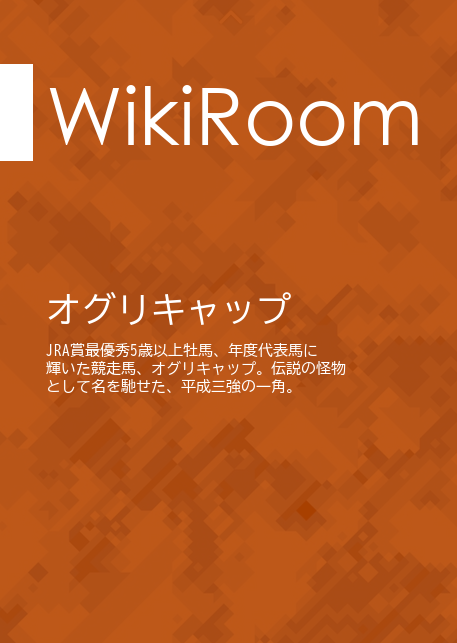 WikiRoom
オグリキャップ
JRA賞最優秀5歳以上牡馬、年度代表馬に
輝いた競走馬、オグリキャップ。伝説の怪物
として名を馳せた、平成三強の一角。